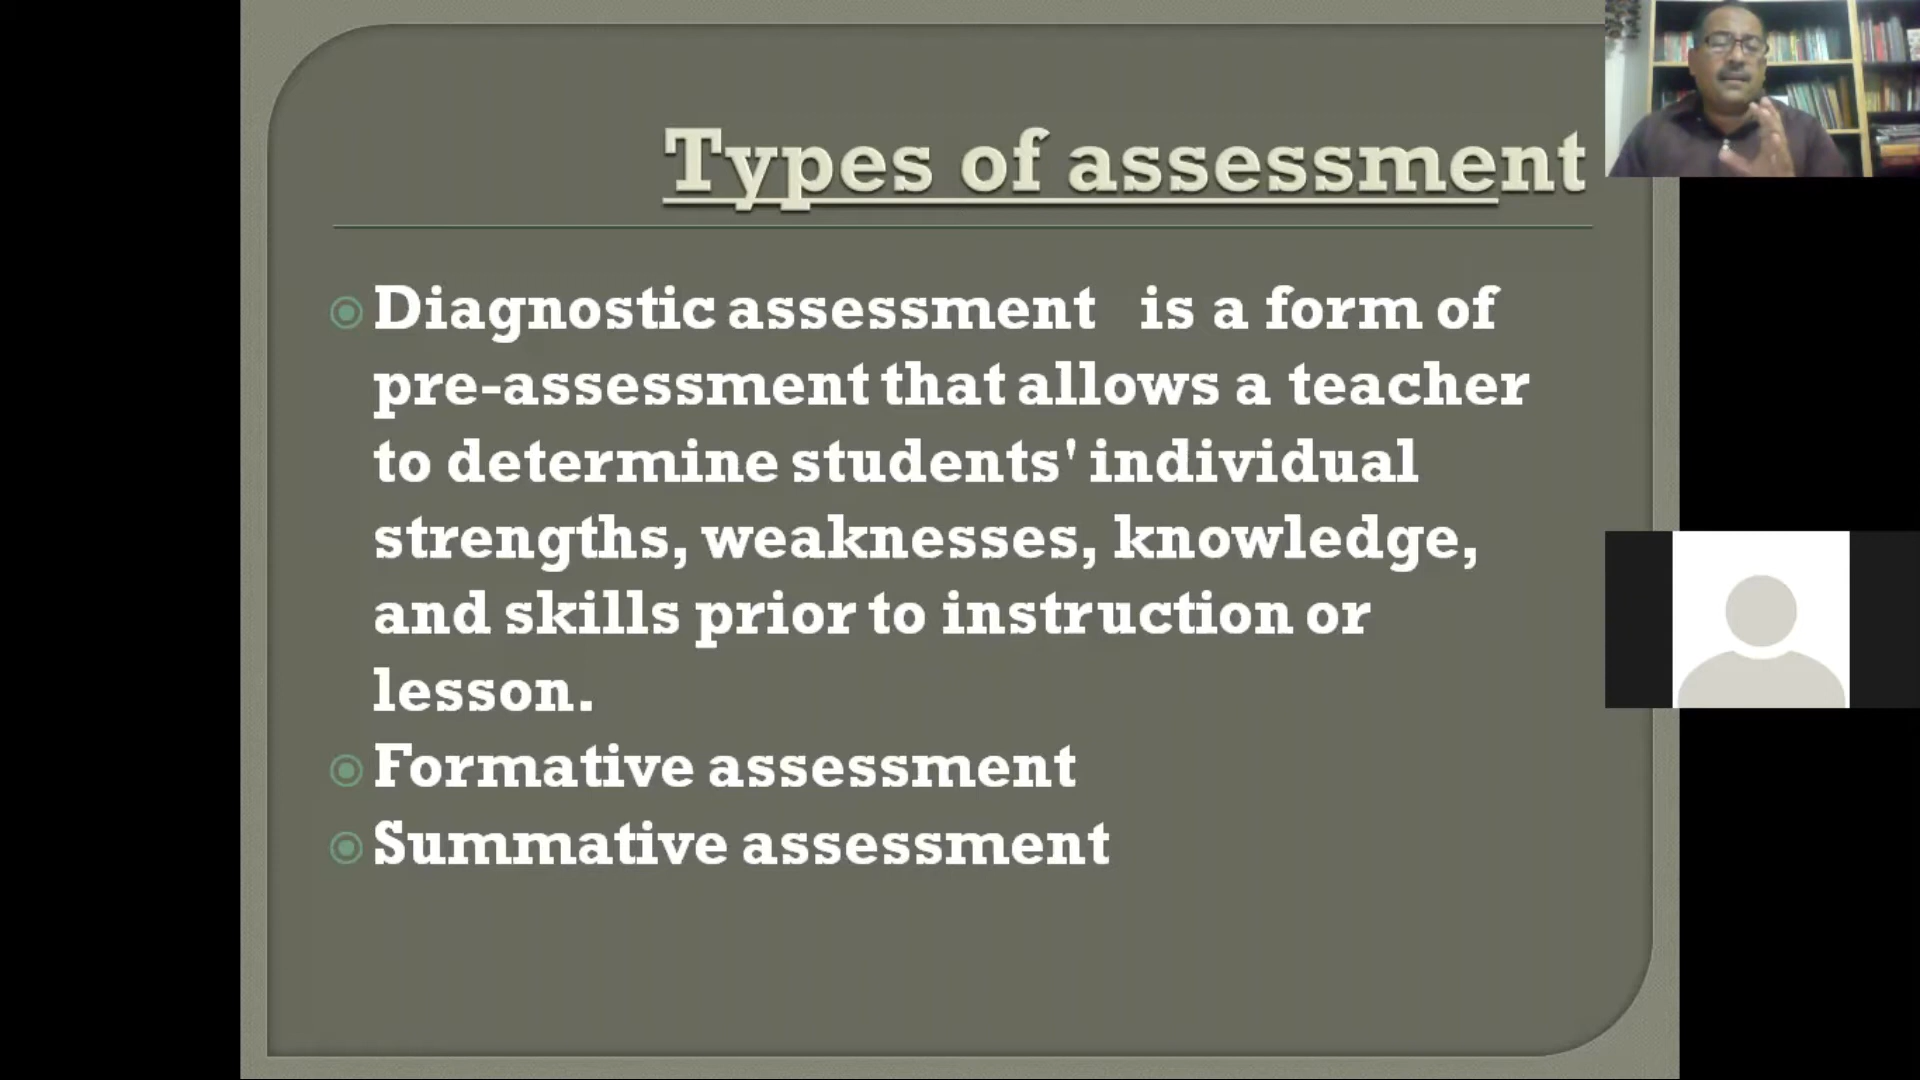 Types of assessment
Diagnostic assessment is a form of
pre-assessment that allows a teacher
to determine students' individual
strengths, weaknesses, knowledge,
and skills prior to instruction or
lesson.
Formative assessment
Summative assessment